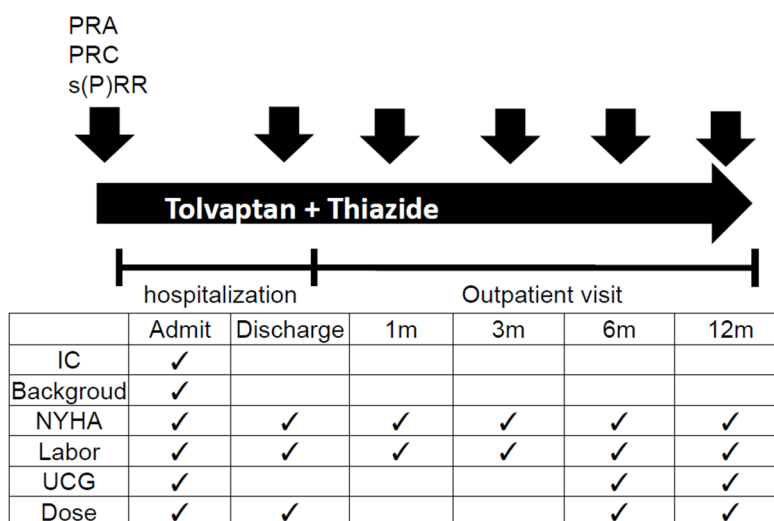 PRA
PRC
s(P)RR
Tolvaptan + Thiazide
hospitalization Outpatient visit
Admit Discharge 1m 3m 6m 12m
IC ✓
Backgroud ✓
NYHA ✓ ✓ ✓ ✓ ✓ ✓
Labor ✓ ✓ ✓ ✓ ✓ ✓
UCG ✓ ✓ ✓
Dose ✓ ✓ ✓ ✓